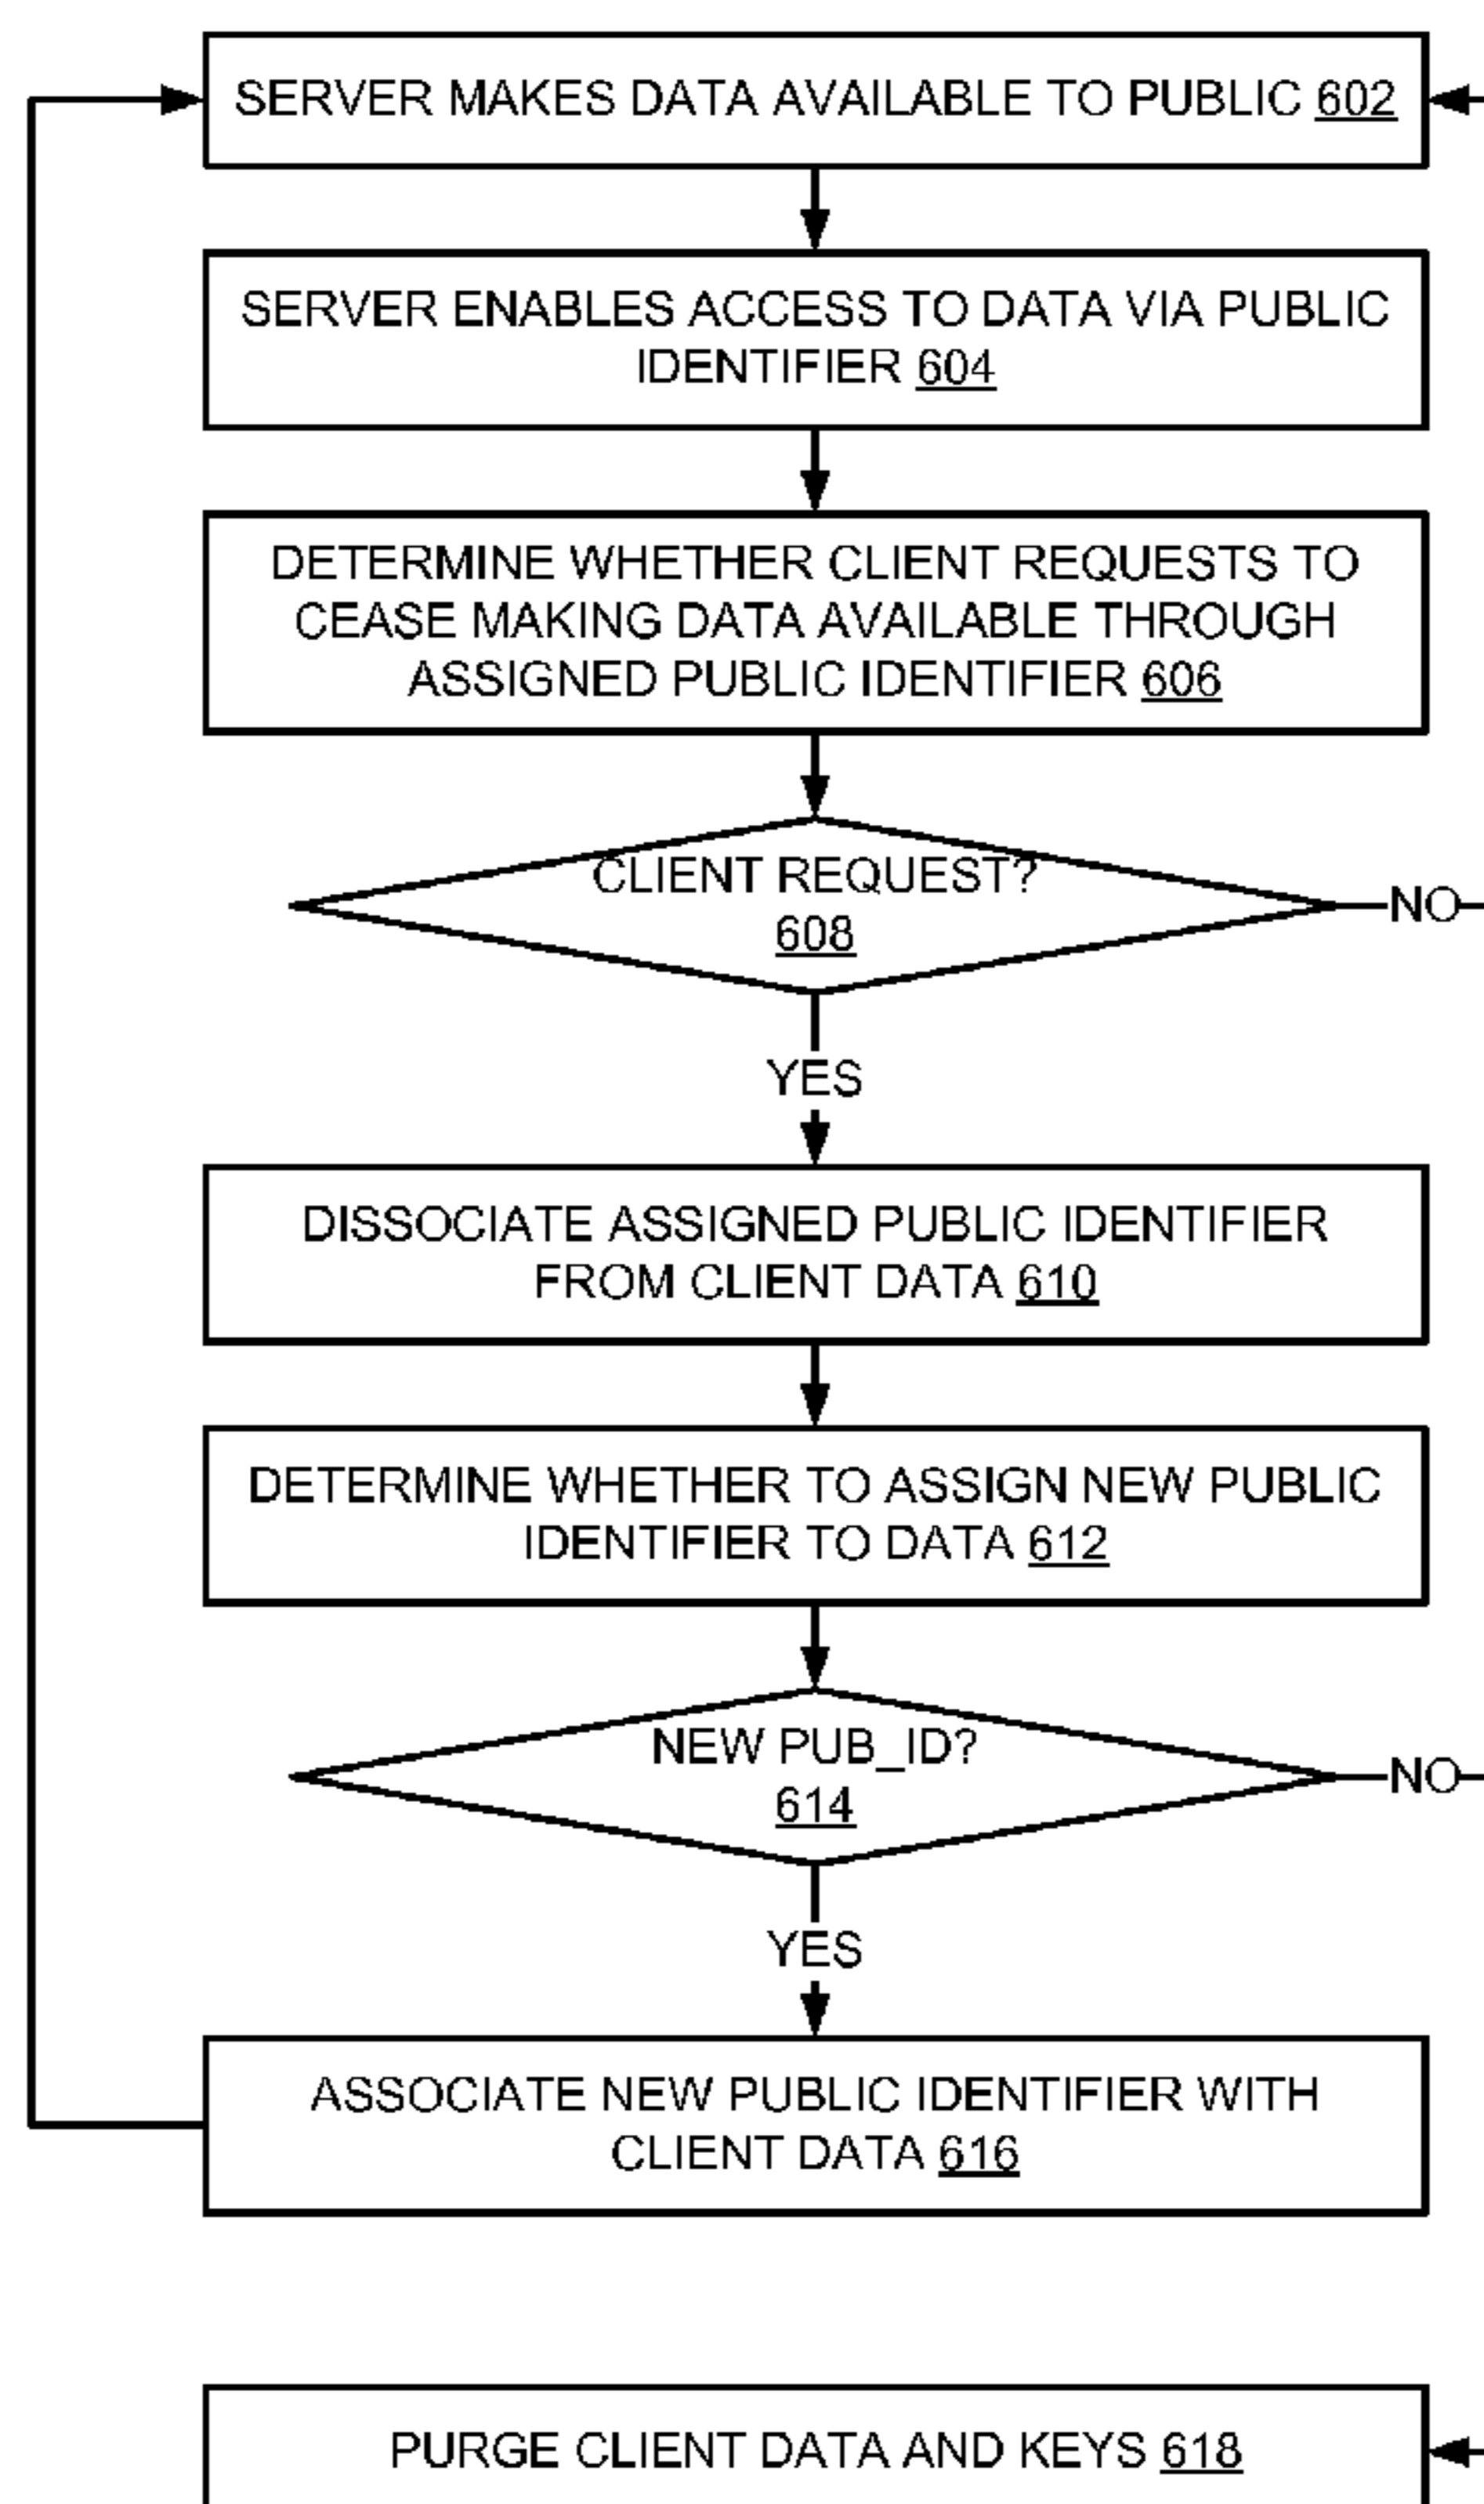 SERVER MAKES DATA AVAILABLE TO PUBLIC 602
SERVER ENABLES ACCESS TO DATA VIA PUBLIC
IDENTIFIER 604
DETERMINE WHETHER CLIENT REQUESTS TO
CEASE MAKING DATA AVAILABLE THROUGH
ASSIGNED PUBLIC IDENTIFIER 606
CLIENT REQUEST?
608
NO
YES
DISSOCIATE ASSIGNED PUBLIC IDENTIFIER
FROM CLIENT DATA 610
DETERMINE WHETHER TO ASSIGN NEW PUBLIC
IDENTIFIER TO DATA 612
NEW PUB_ID?
614
NO
YES
ASSOCIATE NEW PUBLIC IDENTIFIER WITH
CLIENT DATA 616
PURGE CLIENT DATA AND KEYS 618